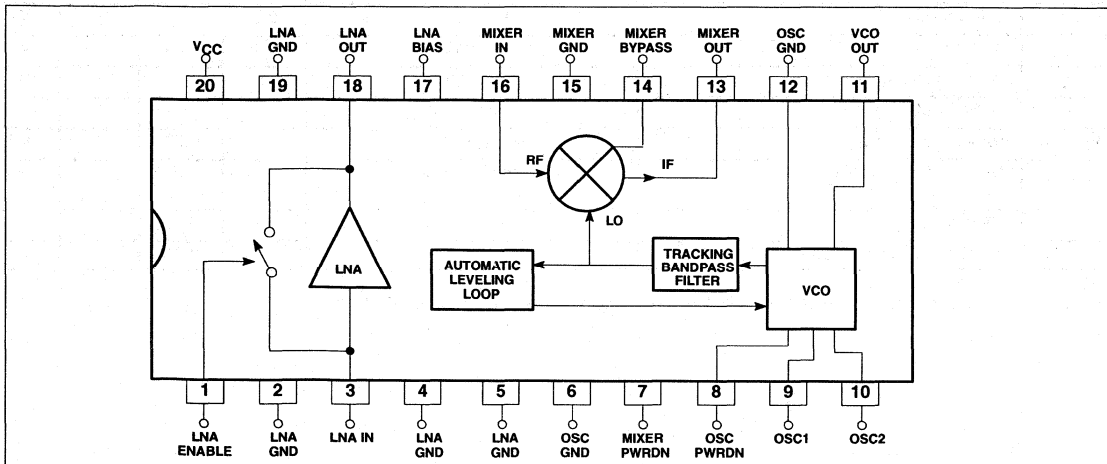 VCC
LNA
GND
LNA
OUT
LNA
BIAS
MIXER
IN
MIXER
GND
MIXER
BYPASS
MIXER
OUT
OSC
GND
VCO
OUT
20
19
18
17
16
15
14
13
12
11
RF
IF
LO
LNA
AUTOMATIC
LEVELING
LOOP
TRACKING
BANDPASS
FILTER
VCO
1
2
3
4
5
6
7
8
9
10
LNA
ENABLE
LNA
GND
LNA IN
LNA
GND
LNA
GND
OSC
GND
MIXER
PWRDN
OSC
PWRDN
OSC1
OSC2